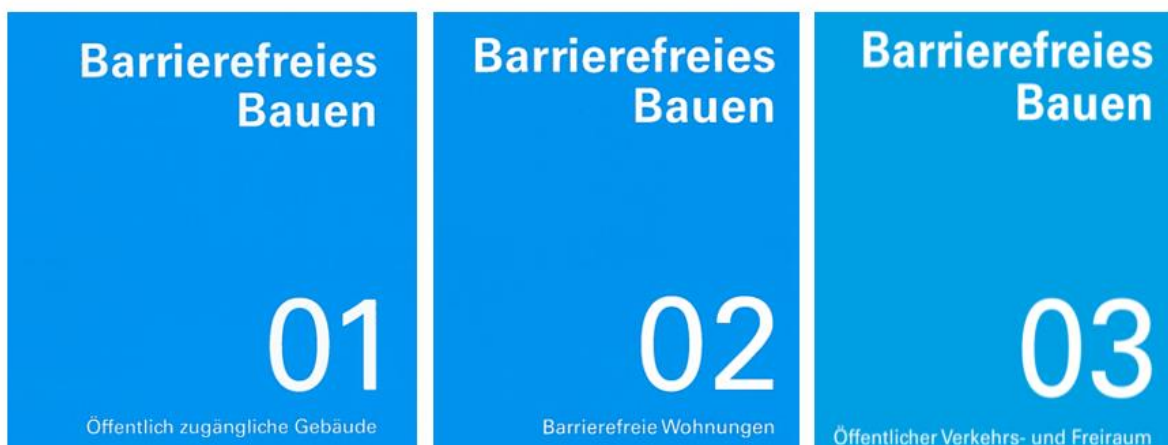 Barrierefreies
Bauen
01
Öffentlich zugängliche Gebäude
Barrierefreies
Bauen
02
Barrierefreie Wohnungen
Barrierefreies
Bauen
03
Öffentlicher Verkehrs- und Freiraum